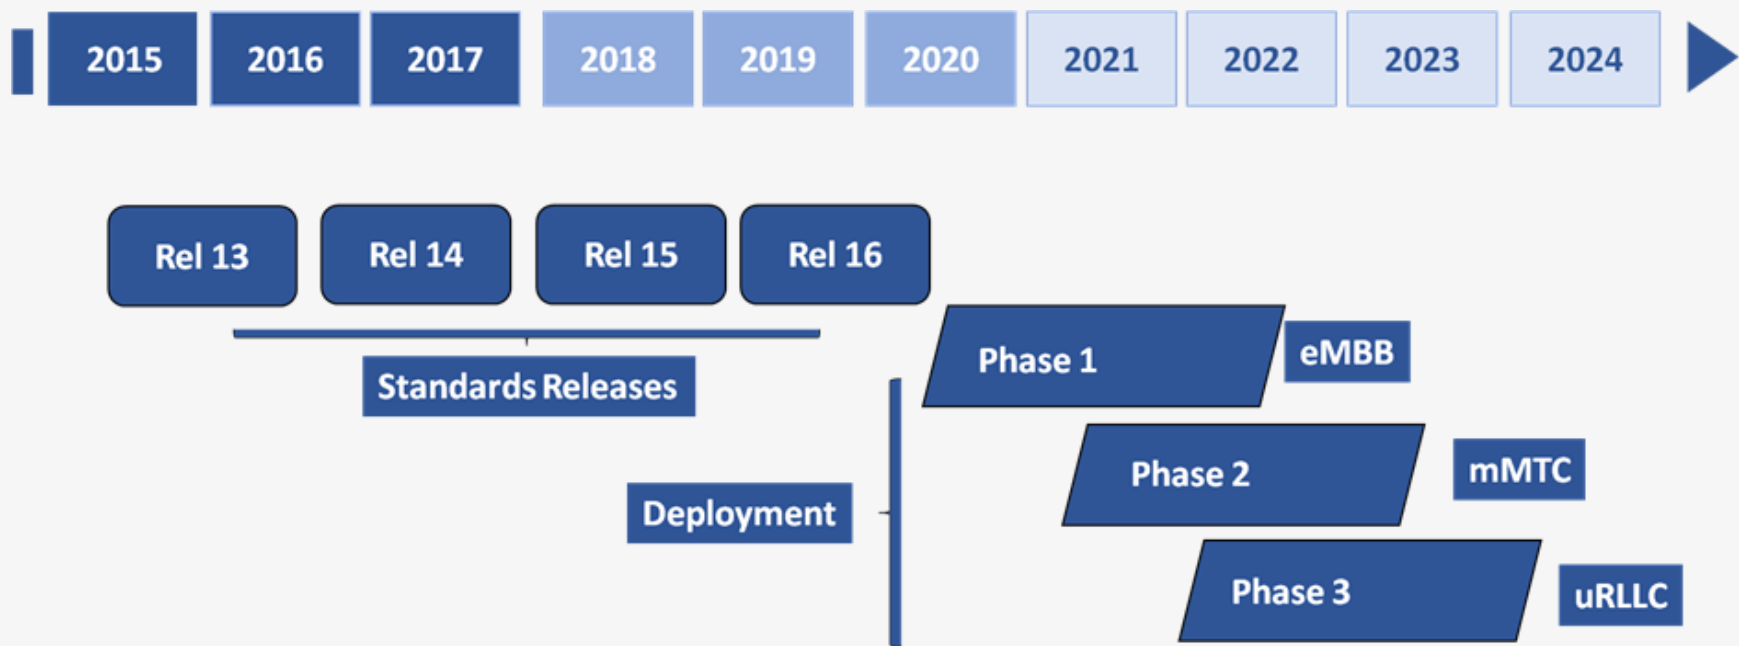 2015 2016 2017 2018 2019 2020 2021 2022 2023 2024
Rel 13 Rel 14 Rel 15 Rel 16
Standards Releases
Phase 1 eMBB
Phase 2 mMTC
Deployment
Phase 3 uRLLC